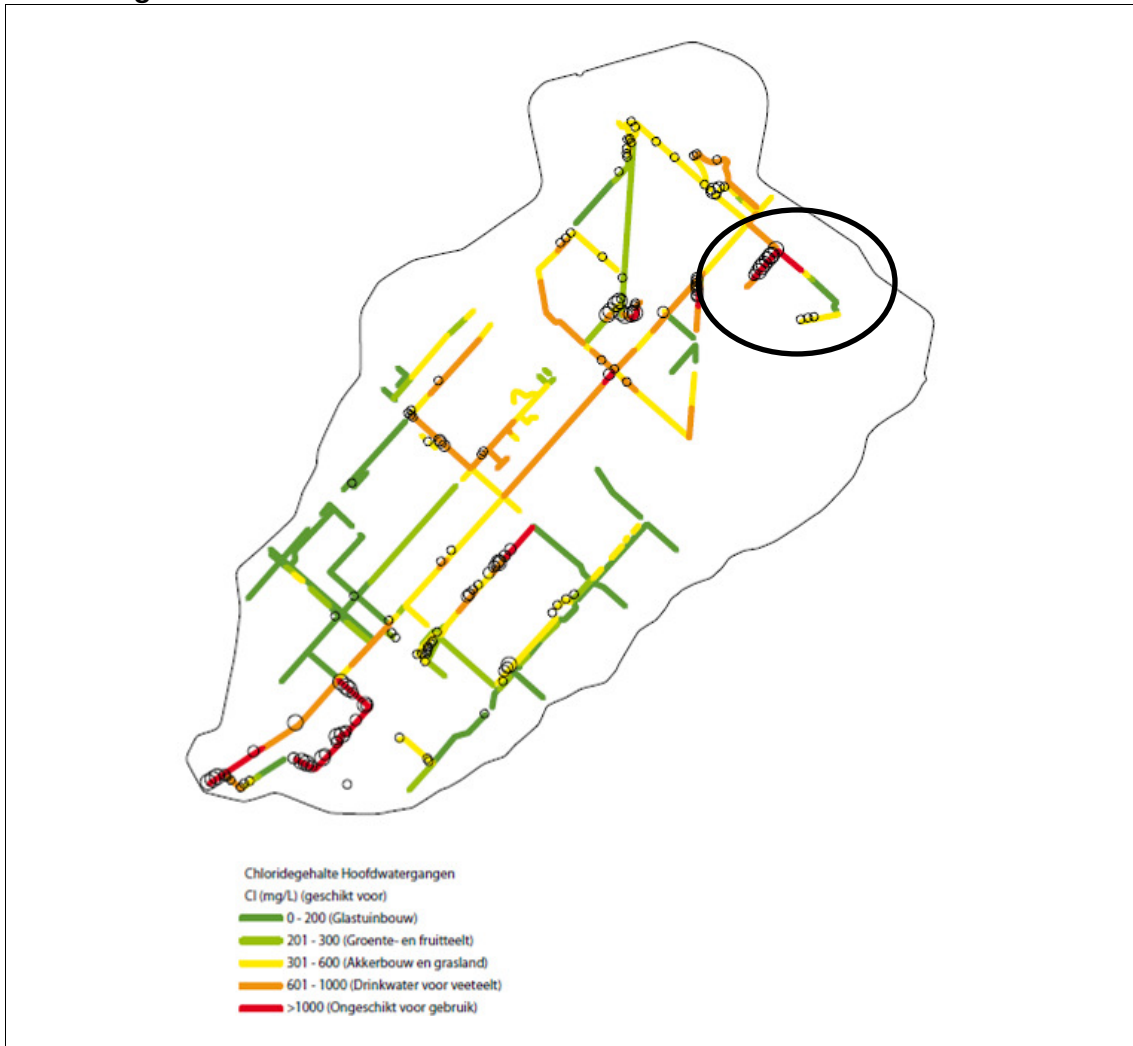 Chloridegehalte Hoofdwatergangen
Cl (mg/L) (geschikt voor)
0 - 200 (Glastuinbouw)
201 - 300 (Groente- en fruitteelt)
301 - 600 (Akkerbouw en grasland)
601 - 1000 (Drinkwater voor veeteelt)
>1000 (Ongeschikt voor gebruik)